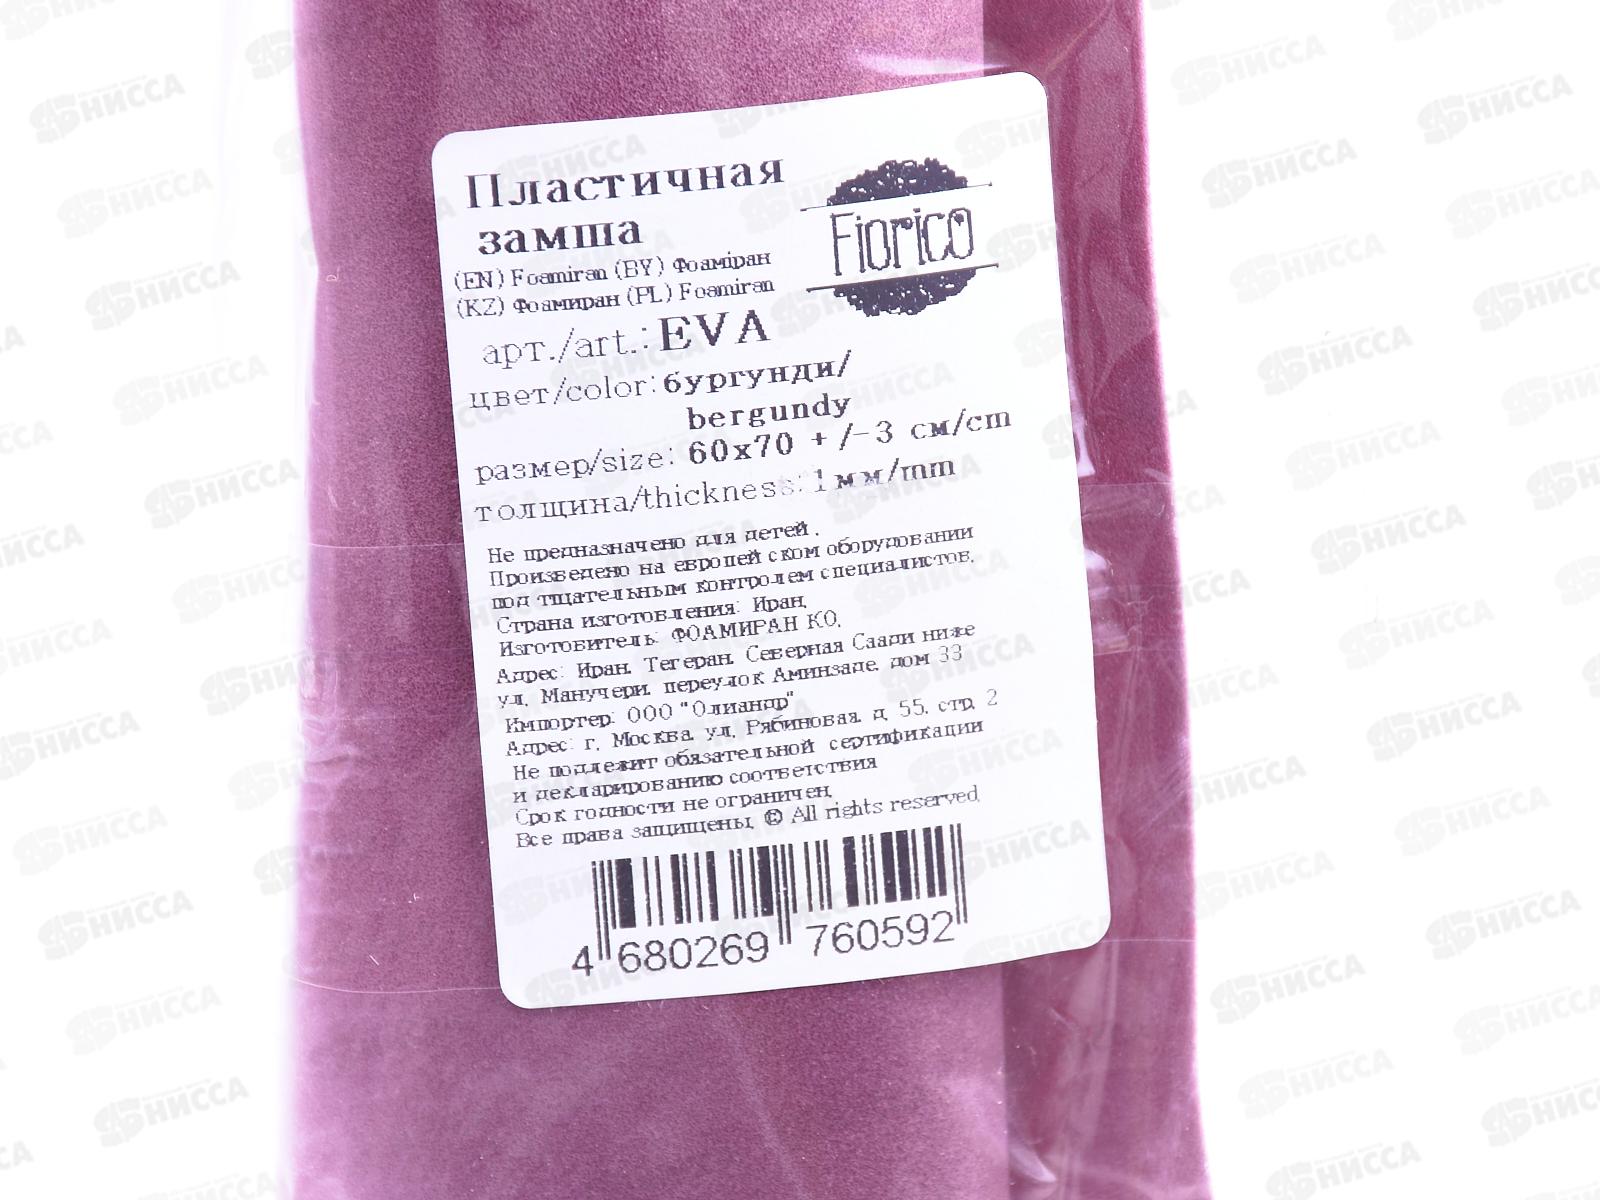 Пластичная
замша
Fiorico
(EN) Foamiran (BY) Фоаміран
(KZ) Фоамиран (PL) Foamiran
арт./art.: EVA
цвет/color: бургунди/
bergundy
размер/size: 60x70 +/-3 см/cm
толщина/thickness: 1мм/mm
Не предназначено для детей.
Произведено на европейском оборудовании
под тщательным контролем специалистов.
Страна изготовления: Иран.
Изготовитель: ФОАМИРАН КО.
Адрес: Иран. Тегеран. Северная Саади ниже
ул. Манучери. переулок Аминзаде. дом 33
Импортер: ООО "Олиандр"
Адрес: г. Москва. ул. Рябиновая. д. 55. стр. 2
Не подлежит обязательной сертификации
и декларированию соответствия
Срок годности не ограничен.
Все права защищены. © All rights reserved.
4 680269 760592
НИССА